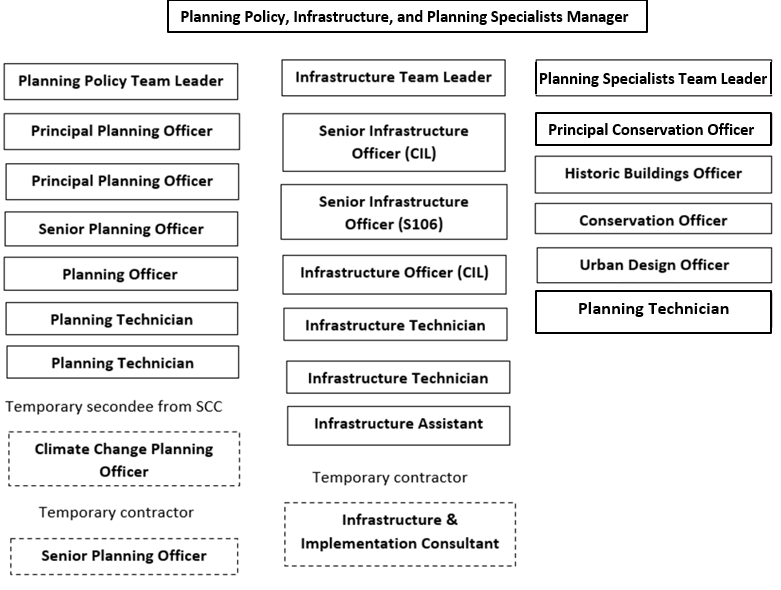 Planning Policy, Infrastructure, and Planning Specialists Manager
Planning Policy Team Leader
Principal Planning Officer
Principal Planning Officer
Senior Planning Officer
Planning Officer
Planning Technician
Planning Technician
Temporary secondee from SCC
Climate Change Planning
Officer
Temporary contractor
Senior Planning Officer
Infrastructure Team Leader
Senior Infrastructure
Officer (CIL)
Senior Infrastructure
Officer (S106)
Infrastructure Officer (CIL)
Infrastructure Technician
Infrastructure Technician
Infrastructure Assistant
Temporary contractor
Infrastructure &
Implementation Consultant
Planning Specialists Team Leader
Principal Conservation Officer
Historic Buildings Officer
Conservation Officer
Urban Design Officer
Planning Technician